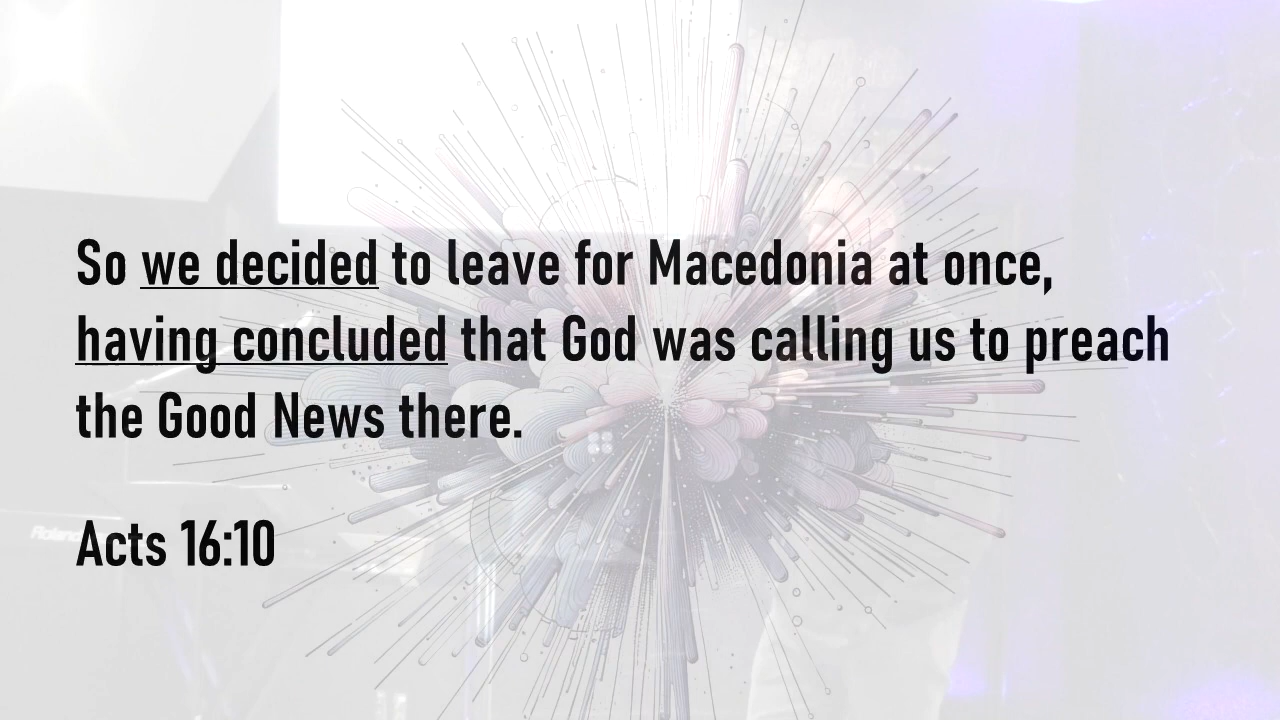 So we decided to leave for Macedonia at once,
having concluded that God was calling us to preach
the Good News there.
Acts 16:10
Roland